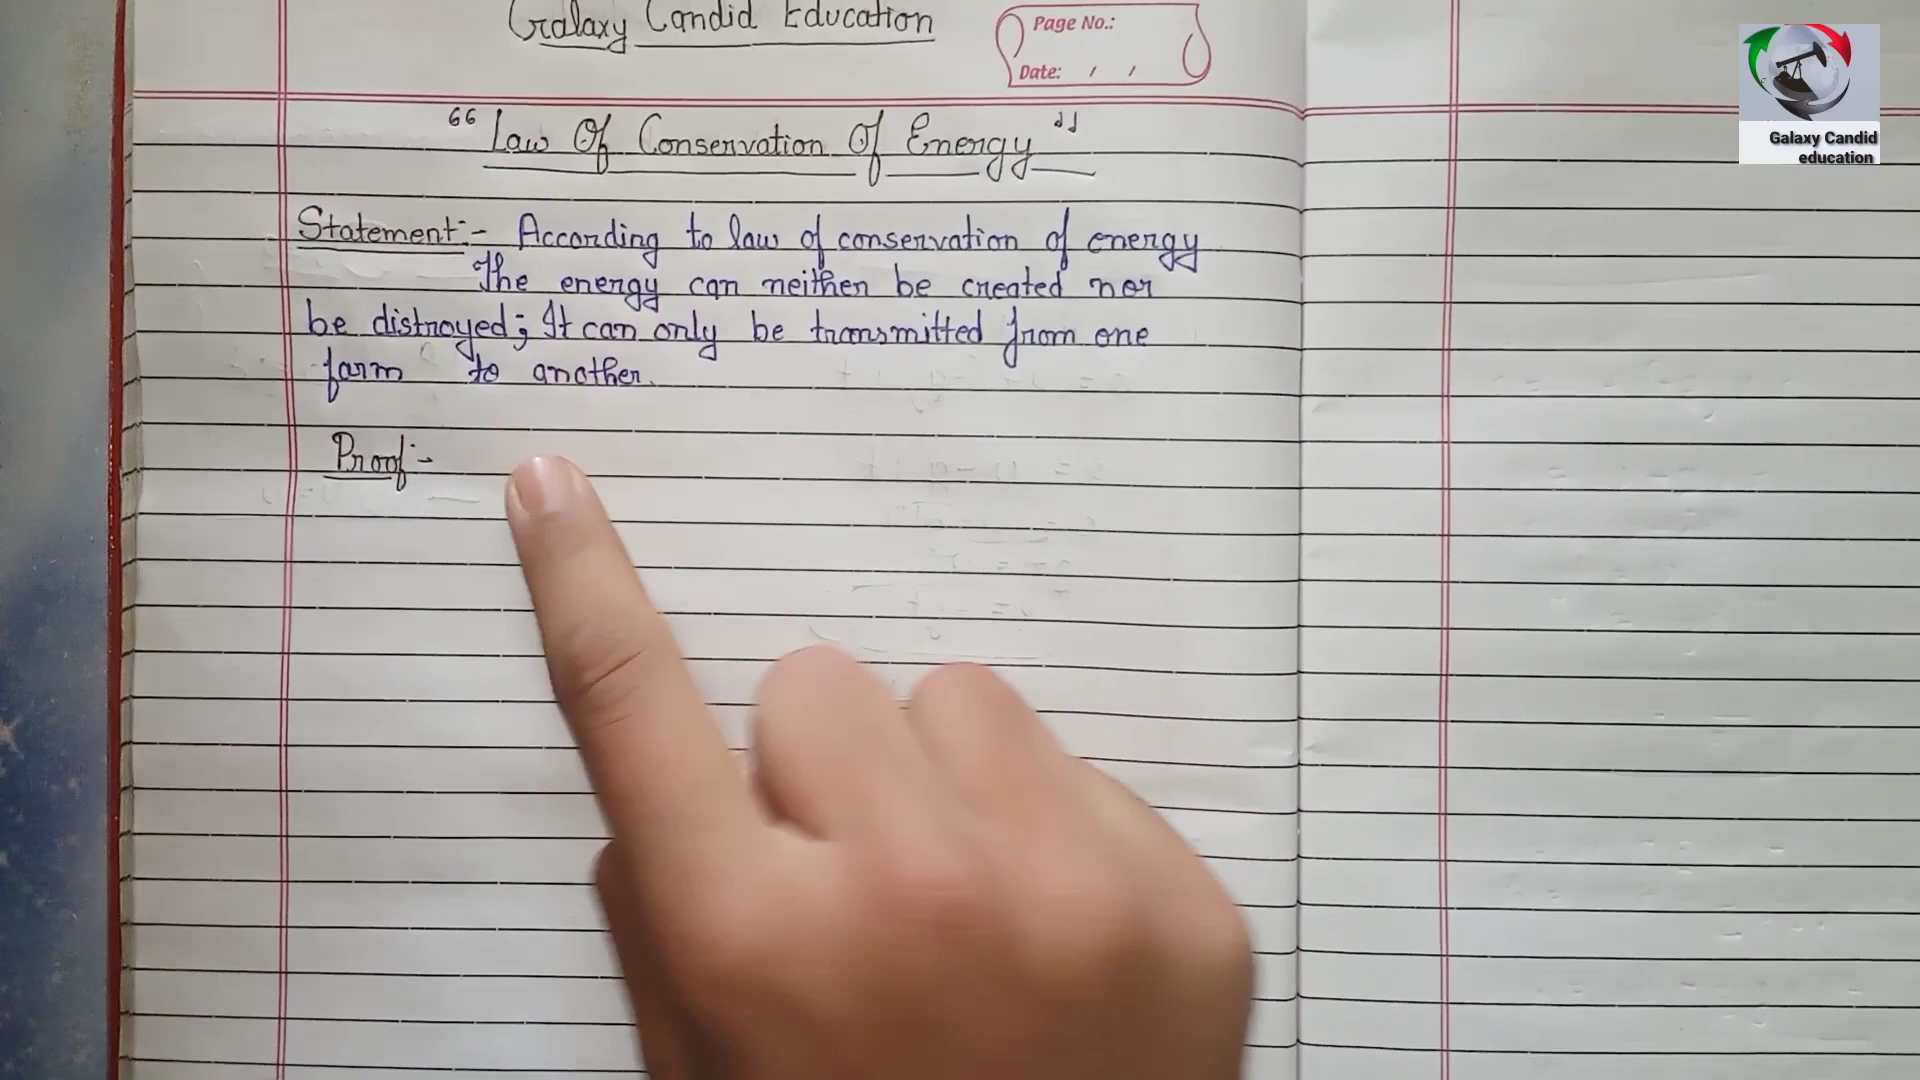 Galaxy Candid Education
Page No.:
Date: / /
Galaxy Candid
education
"Law Of Conservation Of Energy"
Statement:- According to law of conservation of energy
The energy can neither be created nor
be distroyed; It can only be transmitted from one
farm to another.
Proof:-